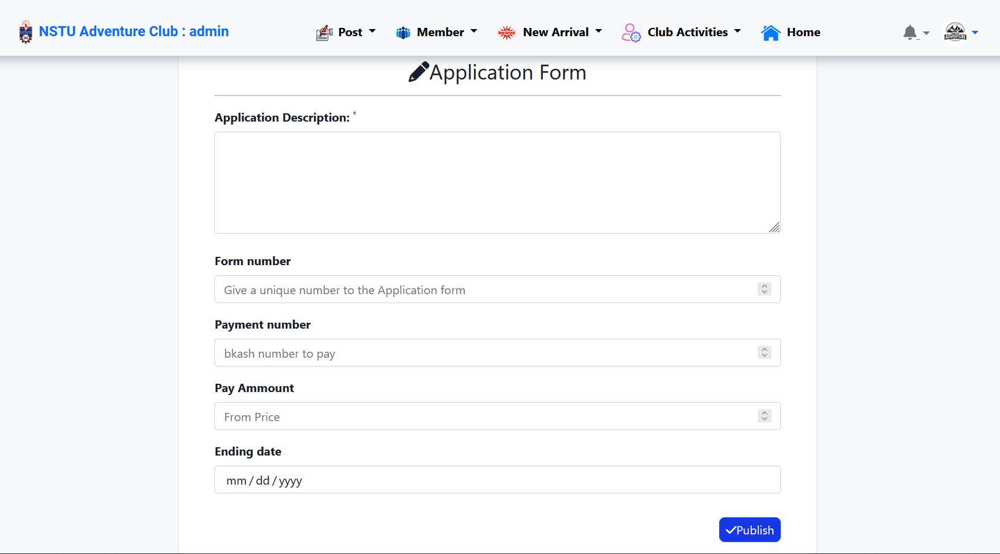 NSTU Adventure Club : admin
Post
Member
New Arrival
Club Activities
Home
ADVENTURE
Application Form
Application Description: *
Form number
Give a unique number to the Application form
Payment number
bkash number to pay
Pay Ammount
From Price
Ending date
mm / dd / yyyy
Publish